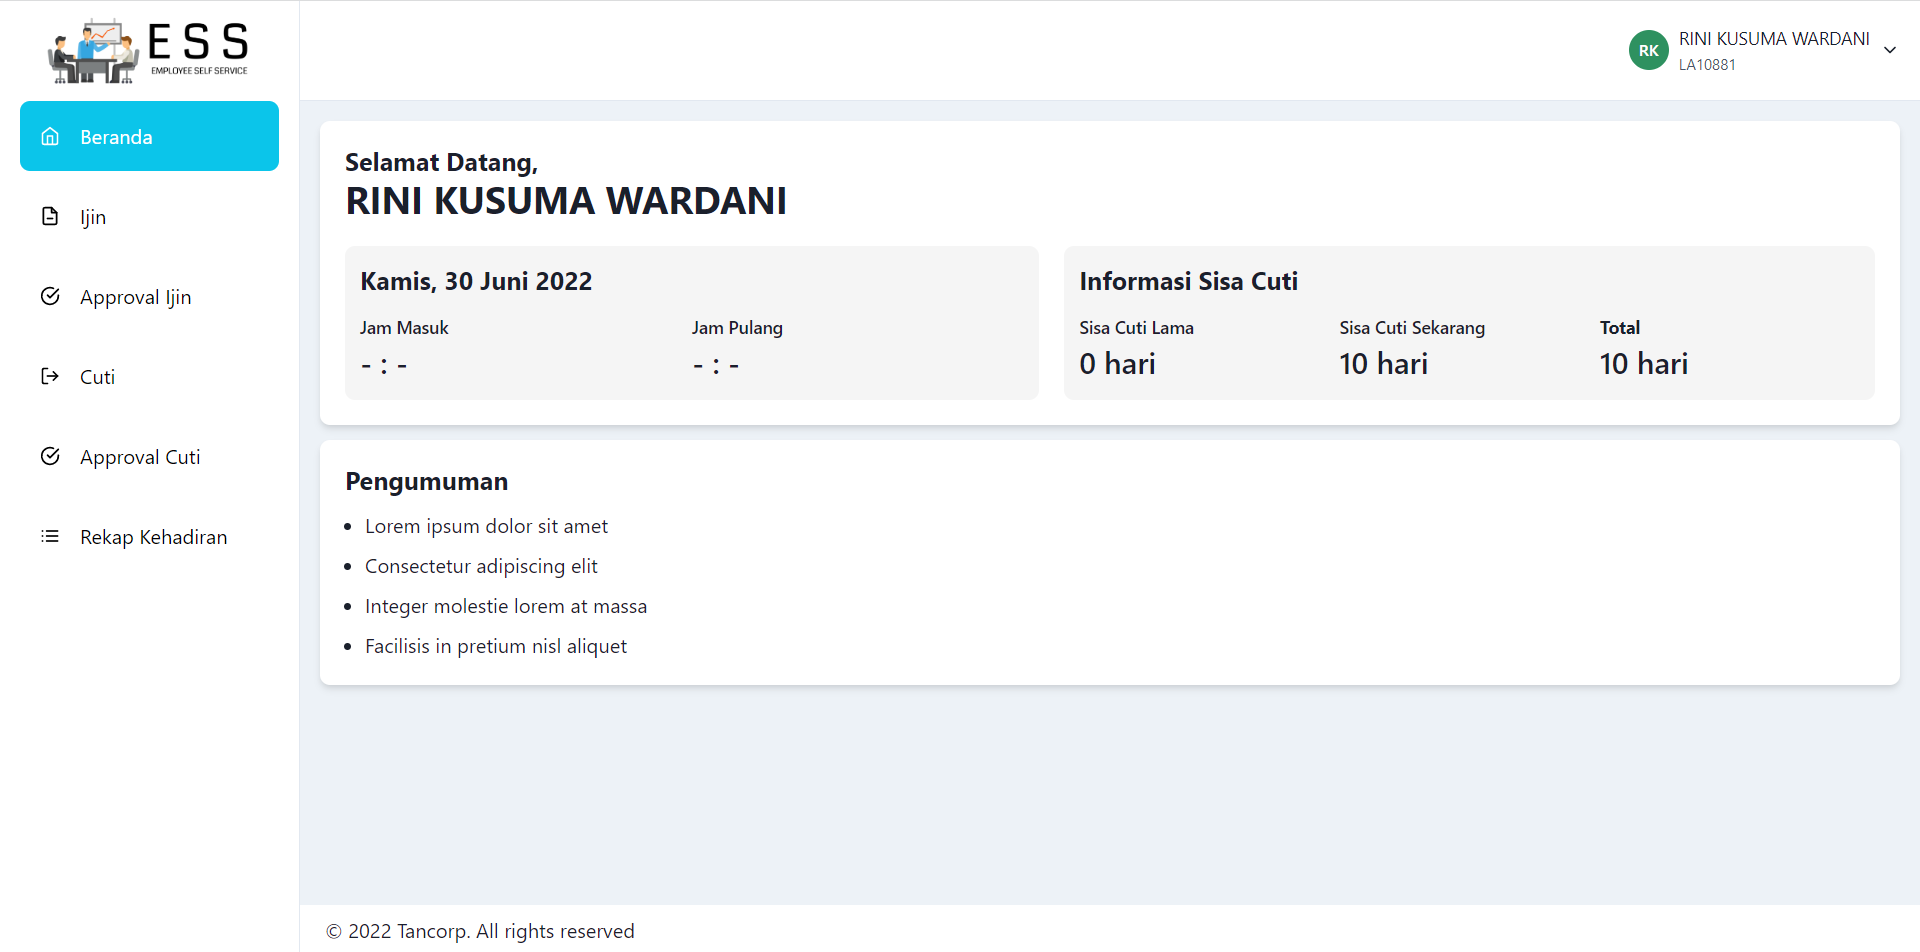 ESS
EMPLOYEE SELF SERVICE
RK
RINI KUSUMA WARDANI
LA10881
Beranda
Ijin
Approval Ijin
Cuti
Approval Cuti
Rekap Kehadiran
Selamat Datang,
RINI KUSUMA WARDANI
Kamis, 30 Juni 2022
Jam Masuk
- : -
Jam Pulang
- : -
Informasi Sisa Cuti
Sisa Cuti Lama
0 hari
Sisa Cuti Sekarang
10 hari
Total
10 hari
Pengumuman
• Lorem ipsum dolor sit amet
• Consectetur adipiscing elit
• Integer molestie lorem at massa
• Facilisis in pretium nisl aliquet
© 2022 Tancorp. All rights reserved